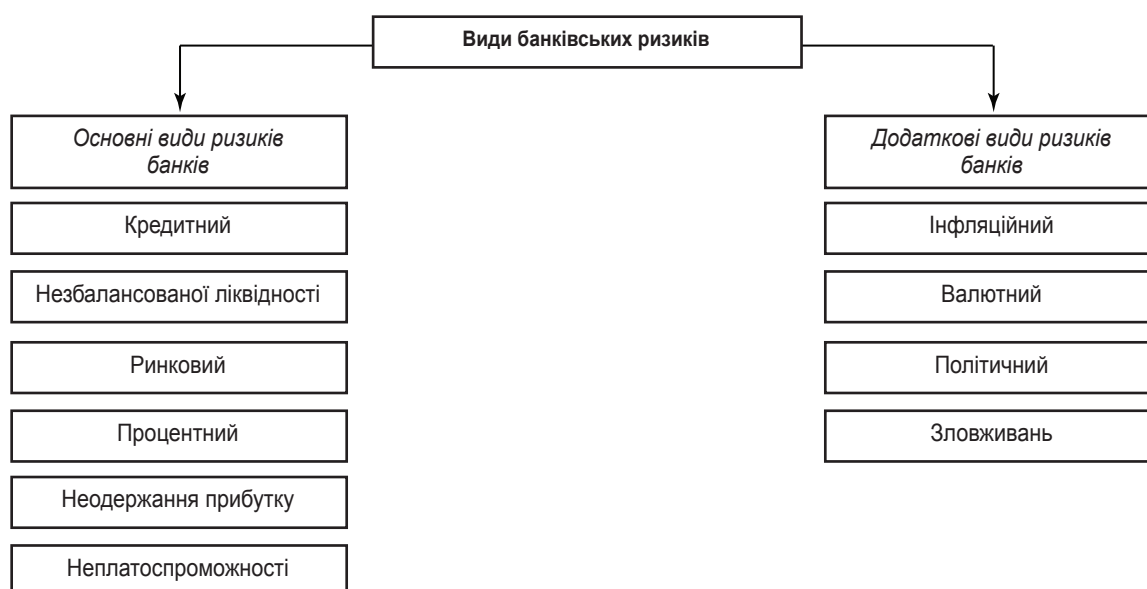 Види банківських ризиків
Основні види ризиків
банків
Кредитний
Незбалансованої ліквідності
Ринковий
Процентний
Неодержання прибутку
Неплатоспроможності
Додаткові види ризиків
банків
Інфляційний
Валютний
Політичний
Зловживань